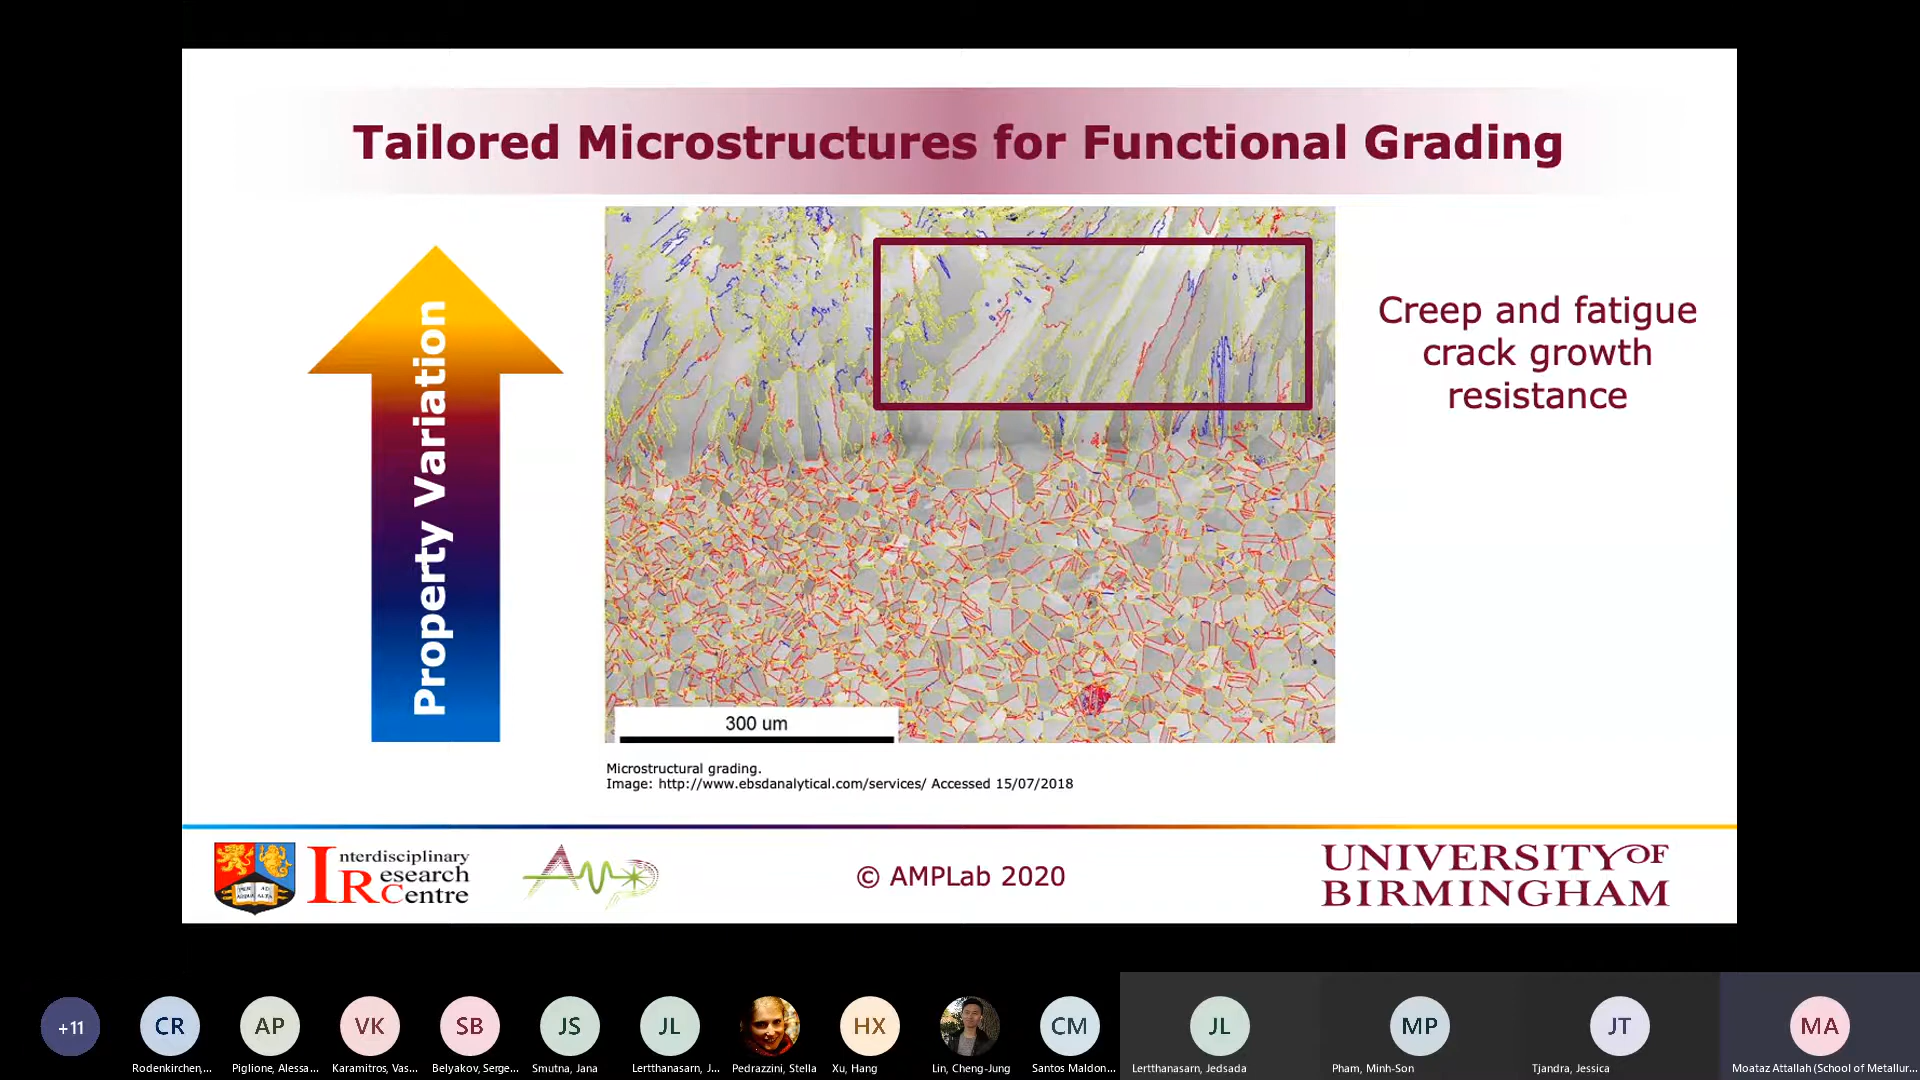 Tailored Microstructures for Functional Grading
Property Variation
Creep and fatigue
crack growth
resistance
300 um
Microstructural grading.
Image: http://www.ebsdanalytical.com/services/ Accessed 15/07/2018
Interdisciplinary
Research
Centre
© AMPLab 2020
UNIVERSITY OF
BIRMINGHAM
+11
CR
AP
VK
SB
JS
JL
HX
CM
JL
MP
JT
MA
Rodenkirchen,...
Piglione, Alessa...
Karamitros, Vas...
Belyakov, Serge...
Smutna, Jana
Lertthanasarn, J...
Pedrazzini, Stella
Xu, Hang
Lin, Cheng-Jung
Santos Maldon...
Lertthanasarn, Jedsada
Pham, Minh-Son
Tjandra, Jessica
Moataz Attallah (School of Metallur...